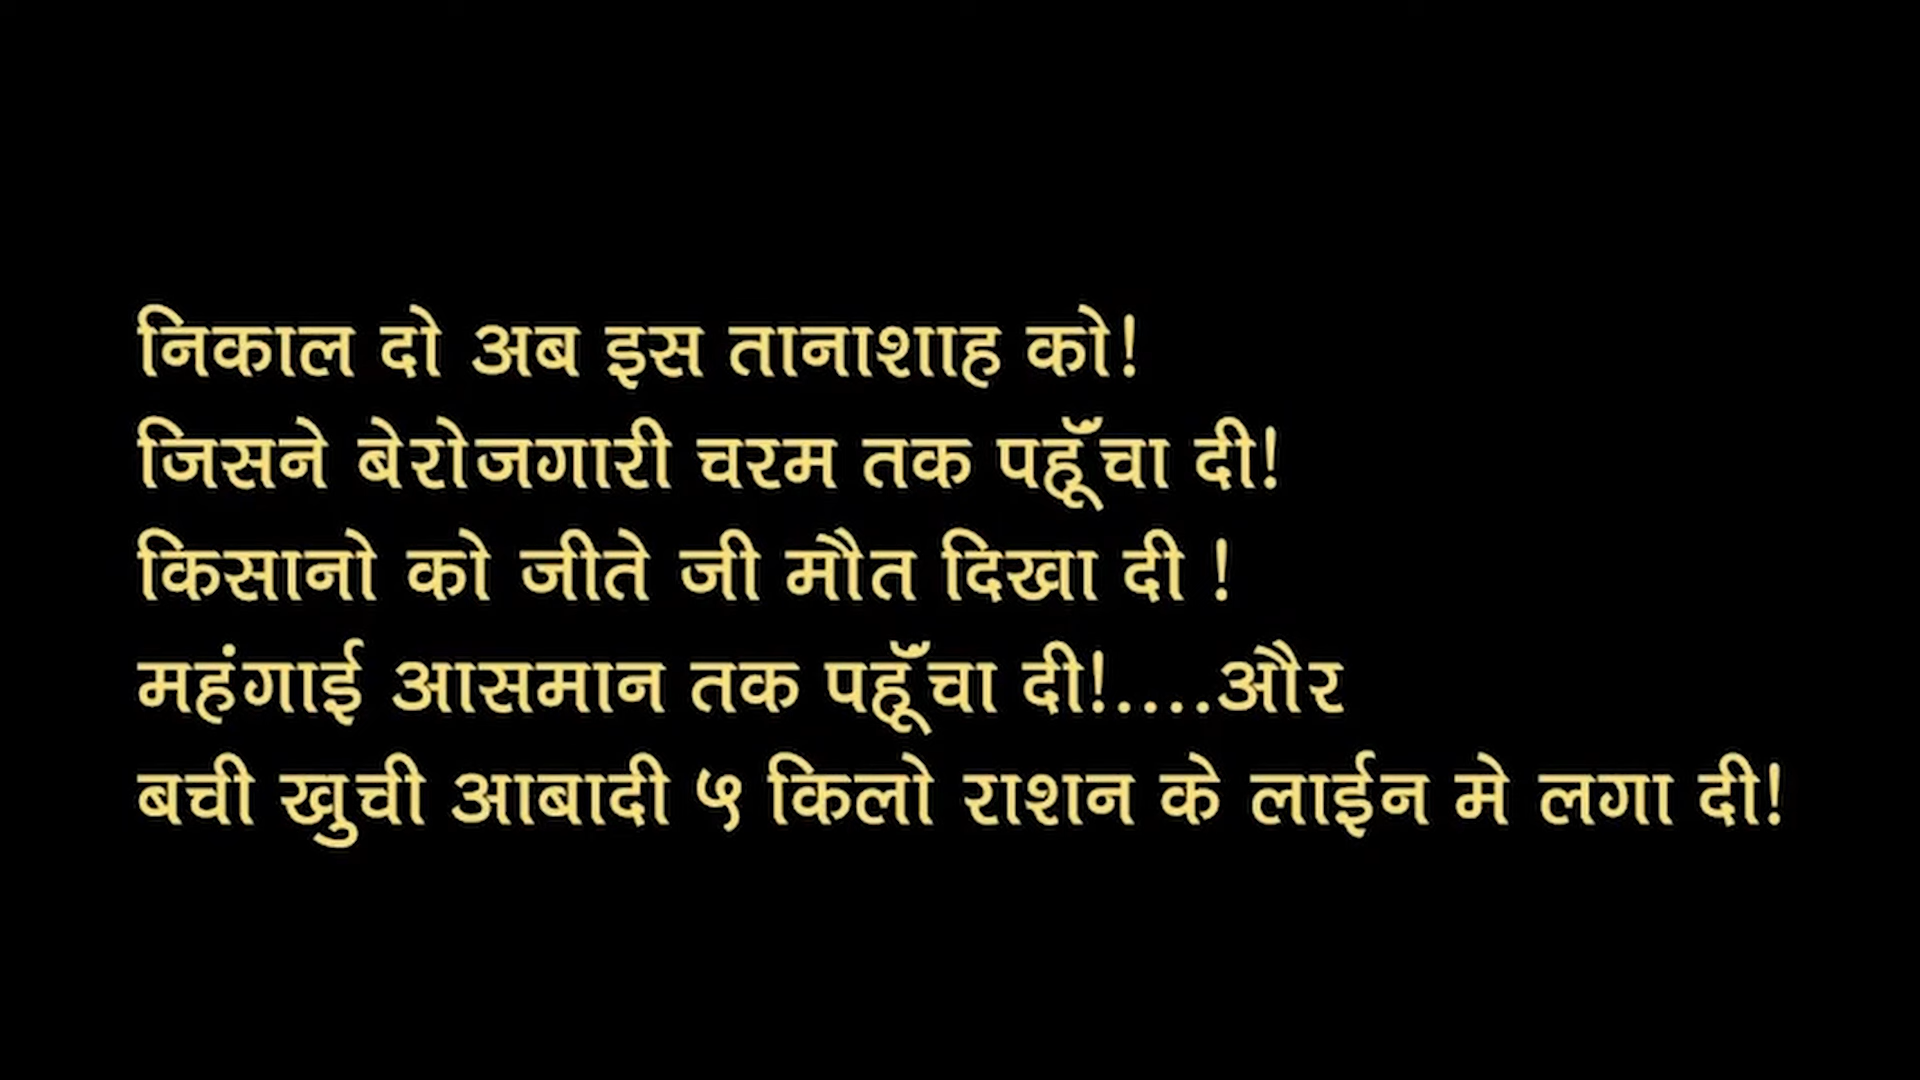 निकाल दो अब इस तानाशाह को!
जिसने बेरोजगारी चरम तक पहूँचा दी!
किसानो को जीते जी मौत दिखा दी !
महंगाई आसमान तक पहूँचा दी!....और
बची खुची आबादी ५ किलो राशन के लाईन मे लगा दी!